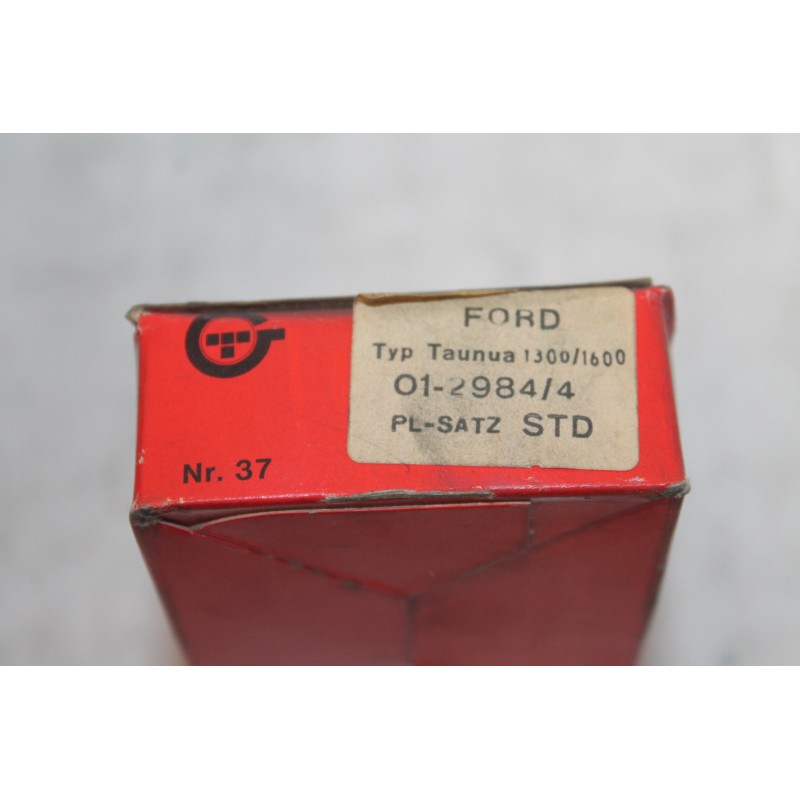 FORD
Typ Taunua 1300/1600
01-2984/4
PL-SATZ STD
Nr. 37